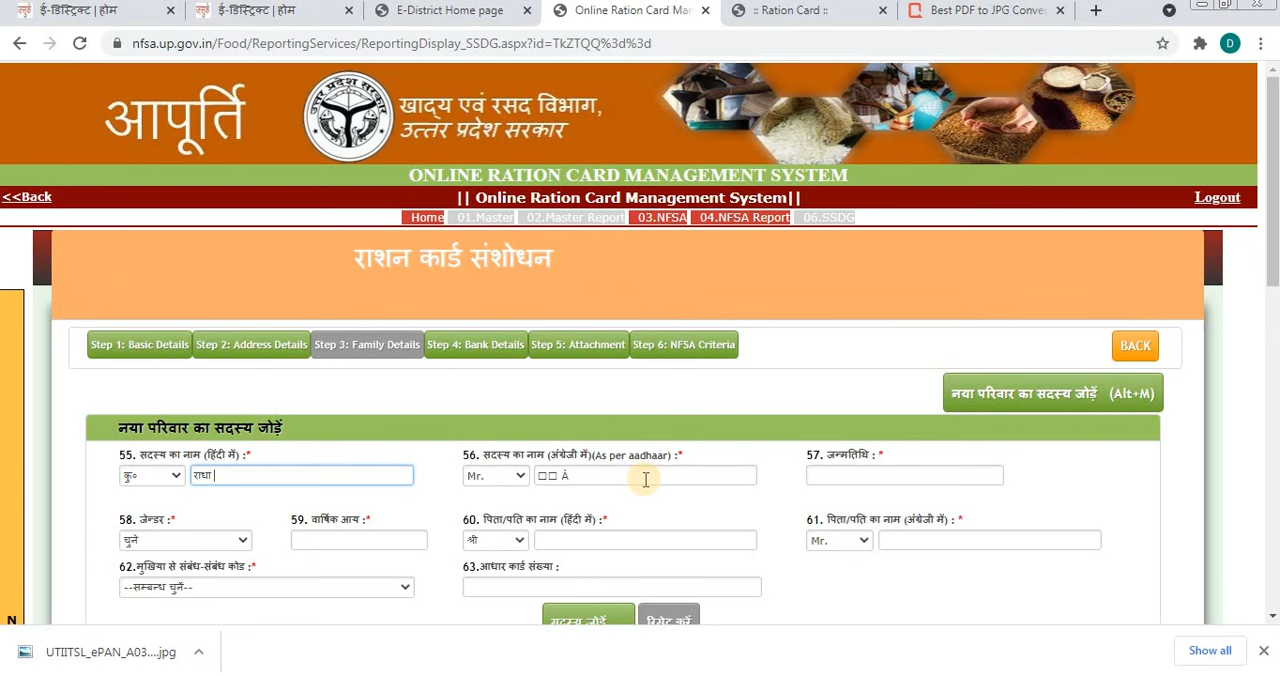 ई-डिस्ट्रिक्ट | होम
ई-डिस्ट्रिक्ट | होम
E-District Home page
Online Ration Card Mar
:: Ration Card ::
Best PDF to JPG Conve
nfsa.up.gov.in/Food/ReportingServices/ReportingDisplay_SSDG.aspx?id=TkZTQQ%3d%3d
D
आपूर्ति
खाद्य एवं रसद विभाग,
उत्तर प्रदेश सरकार
ONLINE RATION CARD MANAGEMENT SYSTEM
<<Back
|| Online Ration Card Management System||
Logout
Home 01.Master 02.Master Report 03.NFSA 04.NFSA Report 06.SSDG
राशन कार्ड संशोधन
Step 1: Basic Details Step 2: Address Details Step 3: Family Details Step 4: Bank Details Step 5: Attachment Step 6: NFSA Criteria
BACK
नया परिवार का सदस्य जोड़ें (Alt+M)
नया परिवार का सदस्य जोड़ें
55. सदस्य का नाम (हिंदी में) :* 56. सदस्य का नाम (अंग्रेजी में)(As per aadhaar) :* 57. जन्मतिथि : *
कु० राधा Mr. □□ À
58. जेन्डर :* 59. वार्षिक आय :* 60. पिता/पति का नाम (हिंदी में) :* 61. पिता/पति का नाम (अंग्रेजी में) : *
चुने श्री Mr.
62.मुखिया से संबंध-संबंध कोड :* 63.आधार कार्ड संख्या :
--सम्बन्ध चुनें--
सदस्य जोड़ें रिसेट करें
N
UTIITSL_ePAN_A03....jpg
Show all